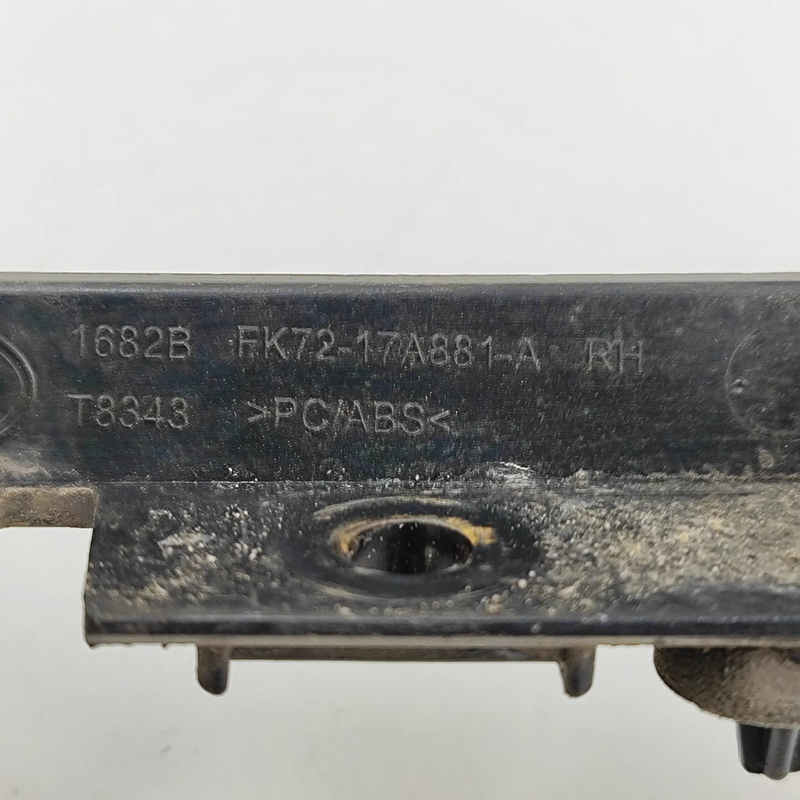 1682B FK72-17A881-A RH
T8343 >PC/ABS<